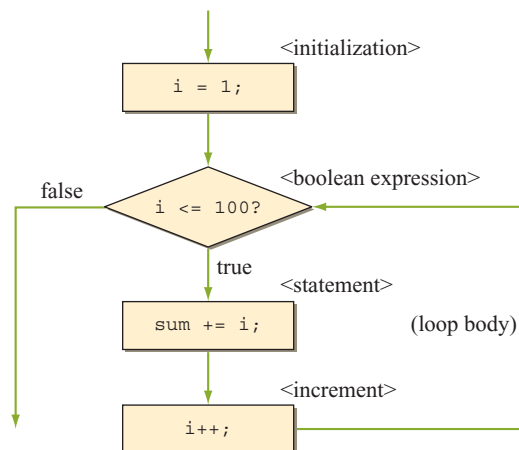 <initialization>
i = 1;
<boolean expression>
false
i <= 100?
true
<statement>
sum += i;
(loop body)
<increment>
i++;